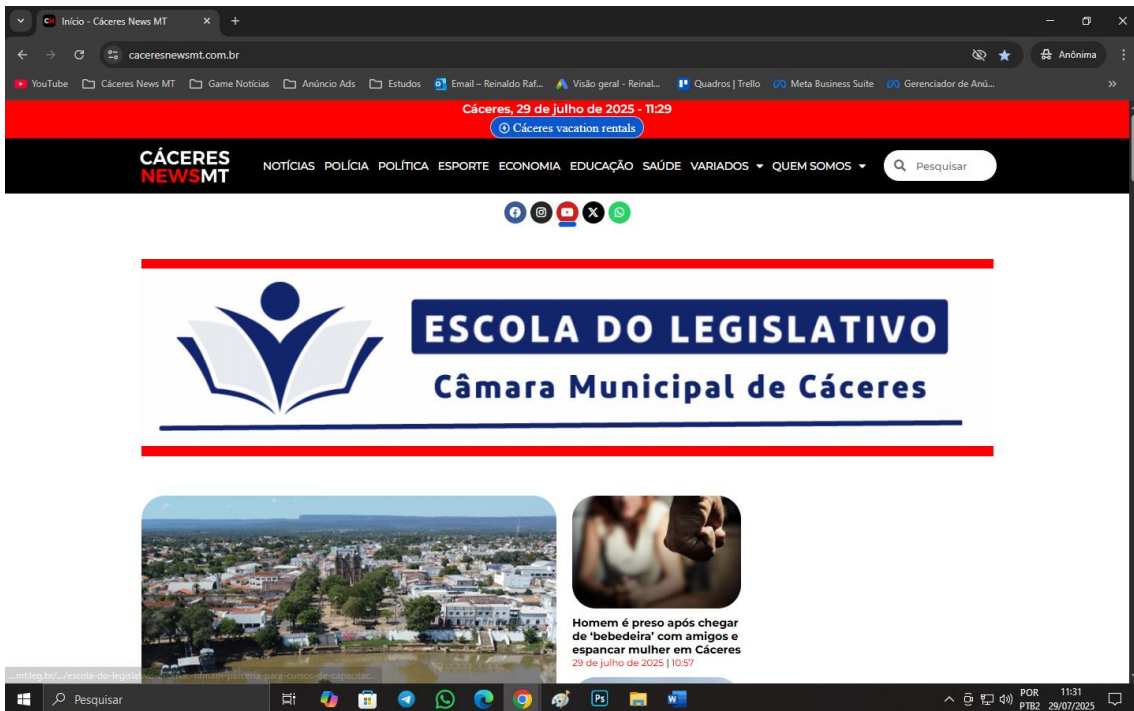 CN Início - Cáceres News MT
caceresnewsmt.com.br
Anônima
YouTube Cáceres News MT Game Notícias Anúncio Ads Estudos Email – Reinaldo Raf... Visão geral - Reinal... Quadros | Trello Meta Business Suite Gerenciador de Anú...
Cáceres, 29 de julho de 2025 - 11:29
Cáceres vacation rentals
CÁCERES
NEWSMT
NOTÍCIAS POLÍCIA POLÍTICA ESPORTE ECONOMIA EDUCAÇÃO SAÚDE VARIADOS QUEM SOMOS
Pesquisar
ESCOLA DO LEGISLATIVO
Câmara Municipal de Cáceres
Homem é preso após chegar
de ‘bebedeira’ com amigos e
espancar mulher em Cáceres
29 de julho de 2025 | 10:57
Pesquisar
Ps
POR
PTB2
11:31
29/07/2025